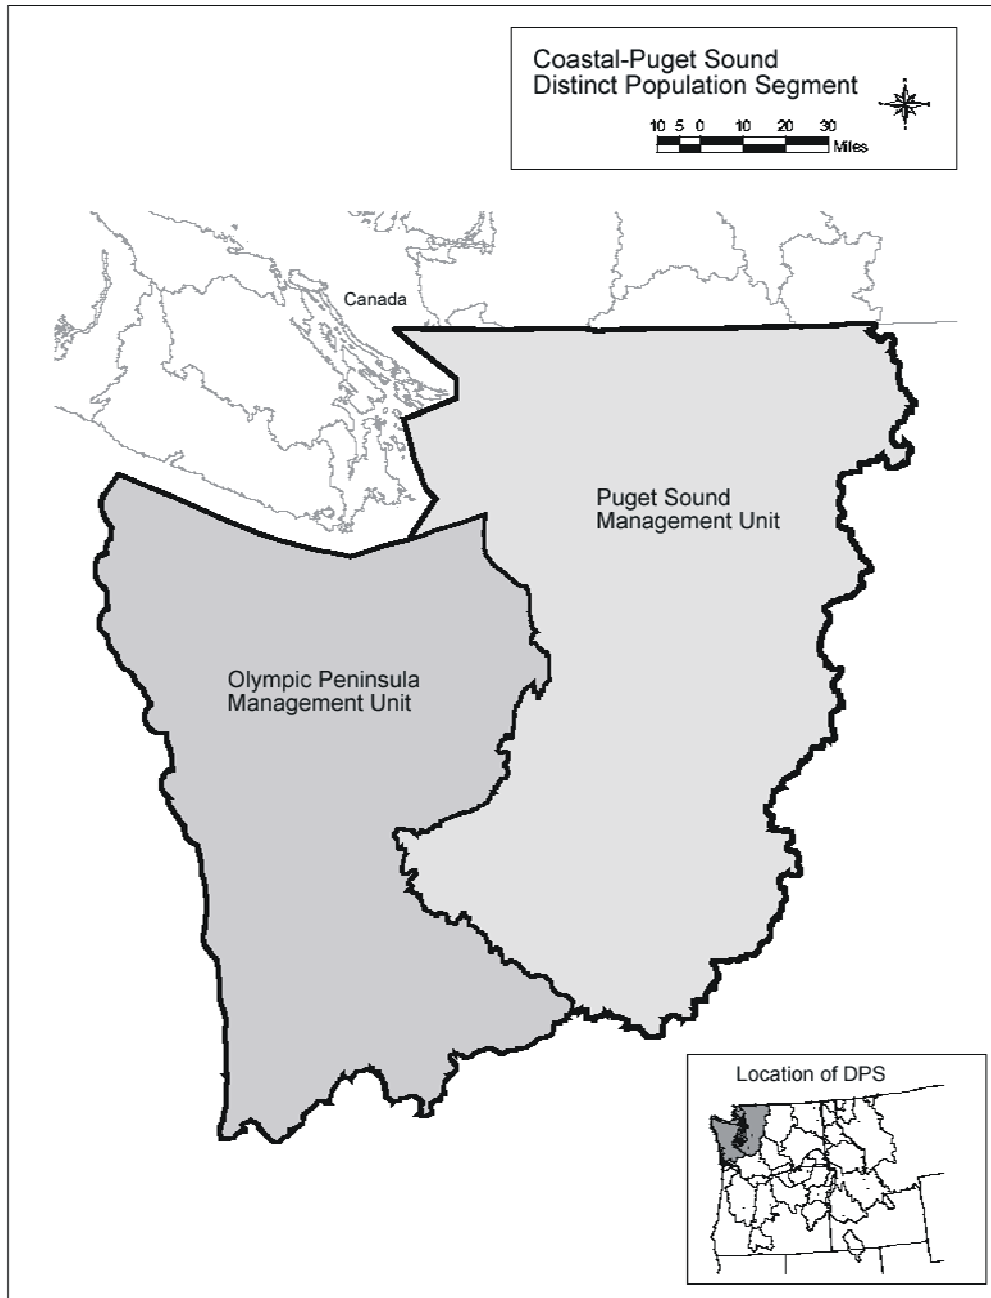 Coastal-Puget Sound
Distinct Population Segment
10 5 0 10 20 30
Miles
Canada
Puget Sound
Management Unit
Olympic Peninsula
Management Unit
Location of DPS